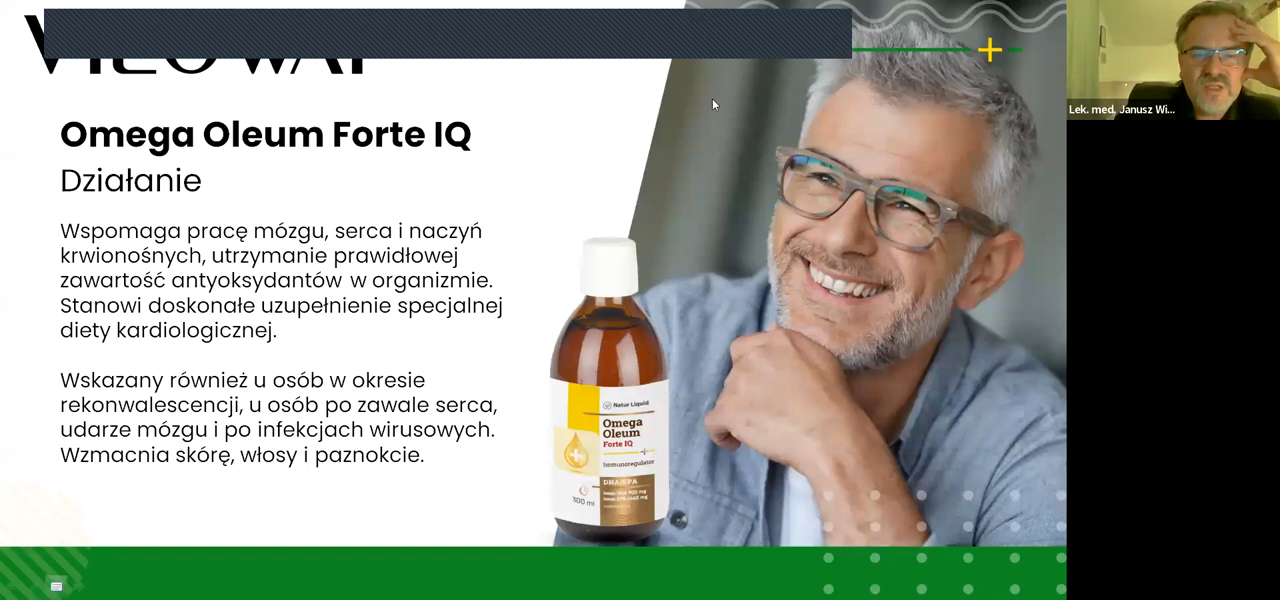 Omega Oleum Forte IQ
Działanie
Wspomaga pracę mózgu, serca i naczyń
krwionośnych, utrzymanie prawidłowej
zawartość antyoksydantów w organizmie.
Stanowi doskonałe uzupełnienie specjalnej
diety kardiologicznej.
Wskazany również u osób w okresie
rekonwalescencji, u osób po zawale serca,
udarze mózgu i po infekcjach wirusowych.
Wzmacnia skórę, włosy i paznokcie.
Natur Liquid
Omega
Oleum
Forte IQ
Immunoregulator
DHA/EPA
300 ml
Lek. med. Janusz Wi...